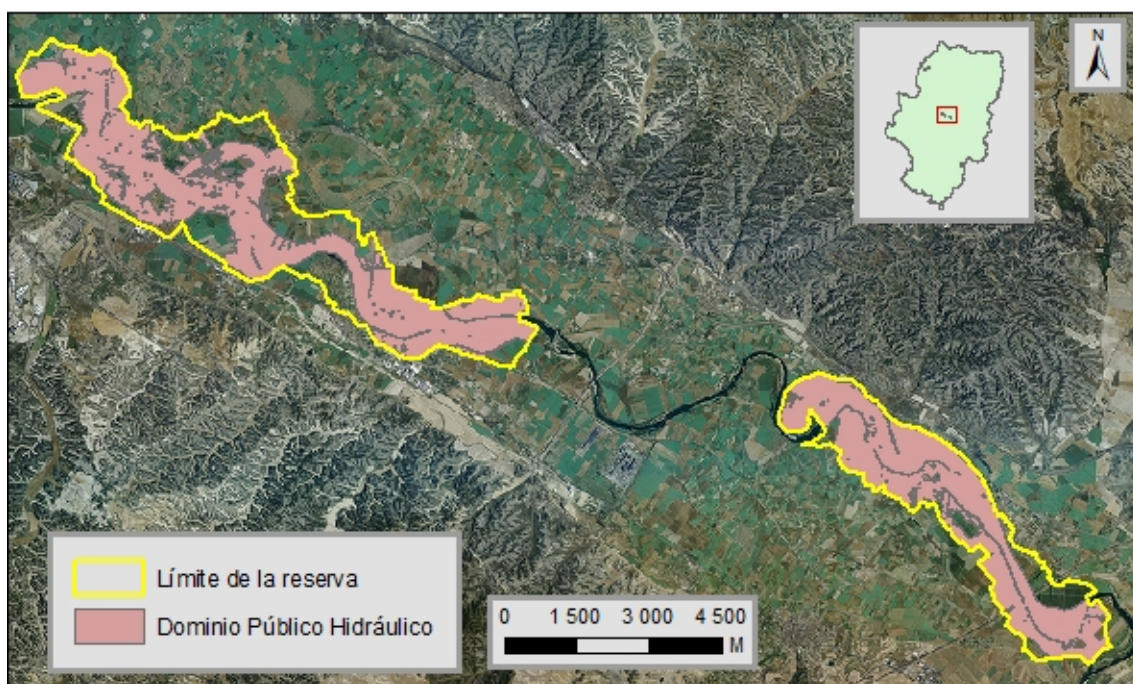 N
Límite de la reserva
Dominio Público Hidráulico
0 1 500 3 000 4 500
M